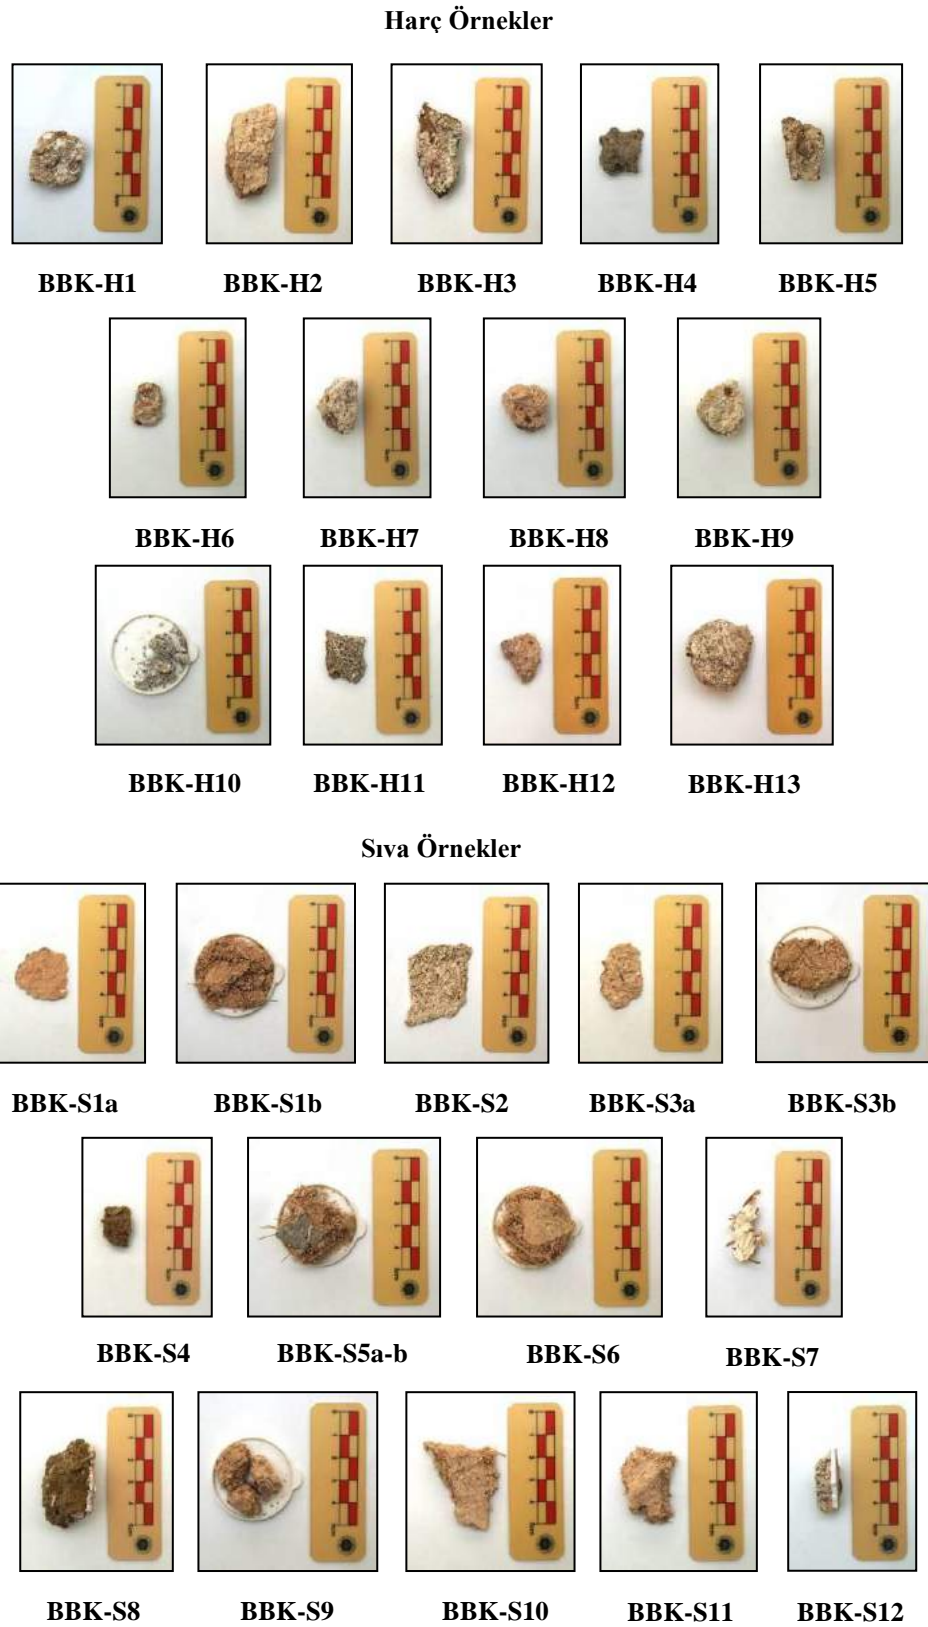 Harç Örnekler
BBK-H1 BBK-H2 BBK-H3 BBK-H4 BBK-H5
BBK-H6 BBK-H7 BBK-H8 BBK-H9
BBK-H10 BBK-H11 BBK-H12 BBK-H13
Sıva Örnekler
BBK-S1a BBK-S1b BBK-S2 BBK-S3a BBK-S3b
BBK-S4 BBK-S5a-b BBK-S6 BBK-S7
BBK-S8 BBK-S9 BBK-S10 BBK-S11 BBK-S12